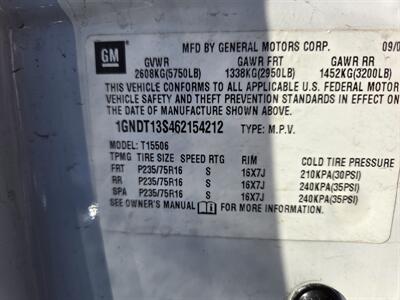 GM
MFD BY GENERAL MOTORS CORP. 09/0
GVWR GAWR FRT GAWR RR
2608KG(5750LB) 1338KG(2950LB) 1452KG(3200LB)
THIS VEHICLE CONFORMS TO ALL APPLICABLE U.S. FEDERAL MOTOR
VEHICLE SAFETY AND THEFT PREVENTION STANDARDS IN EFFECT ON
THE DATE OF MANUFACTURE SHOWN ABOVE.
1GNDT13S462154212 TYPE: M.P.V.
MODEL: T15506
TPMG TIRE SIZE SPEED RTG RIM COLD TIRE PRESSURE
FRT P235/75R16 S 16X7J 210KPA(30PSI)
RR P235/75R16 S 16X7J 240KPA(35PSI)
SPA P235/75R16 S 16X7J 240KPA(35PSI)
SEE OWNER'S MANUAL FOR MORE INFORMATION.